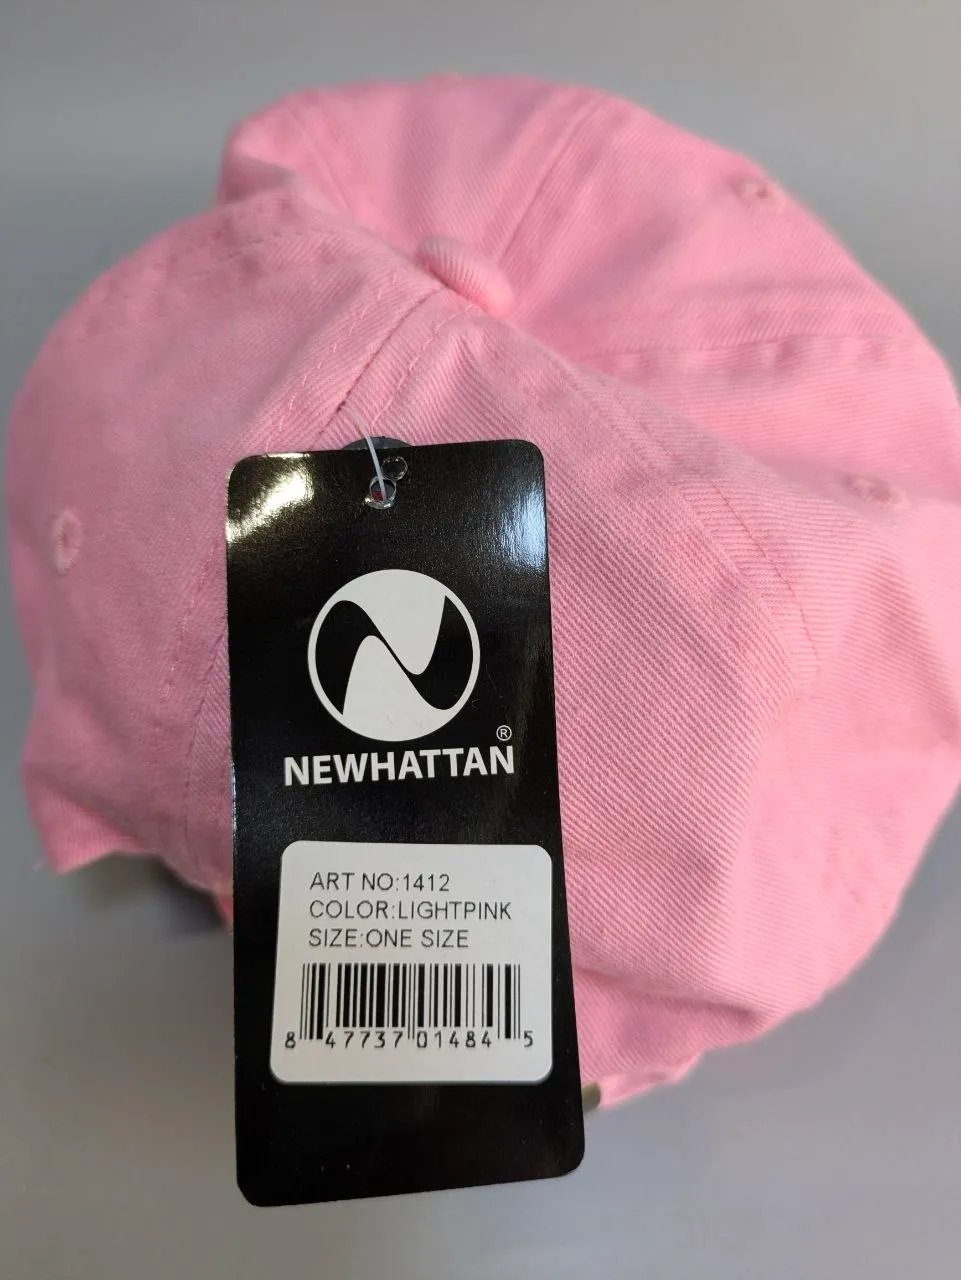 ®
NEWHATTAN
ART NO:1412
COLOR:LIGHTPINK
SIZE:ONE SIZE
8 47737 01484 5